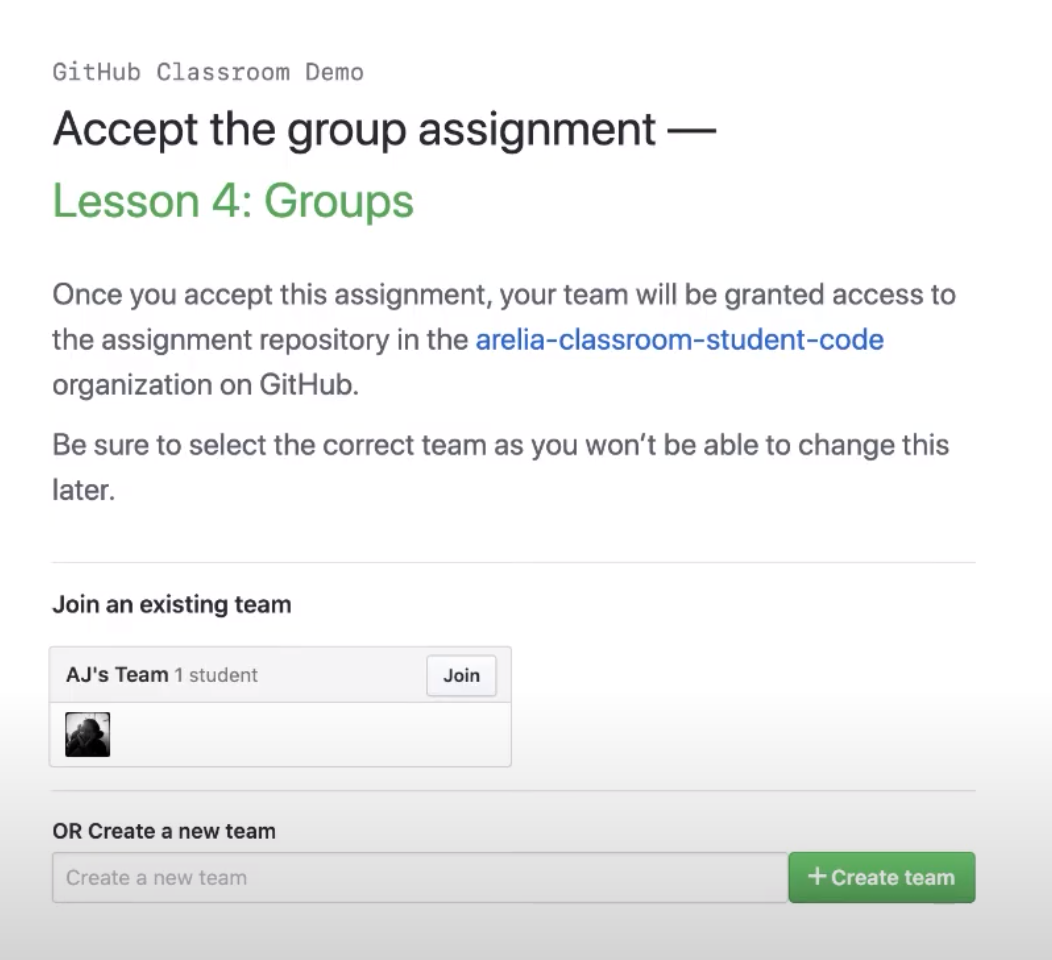 GitHub Classroom Demo
Accept the group assignment —
Lesson 4: Groups
Once you accept this assignment, your team will be granted access to
the assignment repository in the arelia-classroom-student-code
organization on GitHub.
Be sure to select the correct team as you won’t be able to change this
later.
Join an existing team
AJ's Team 1 student Join
OR Create a new team
Create a new team + Create team